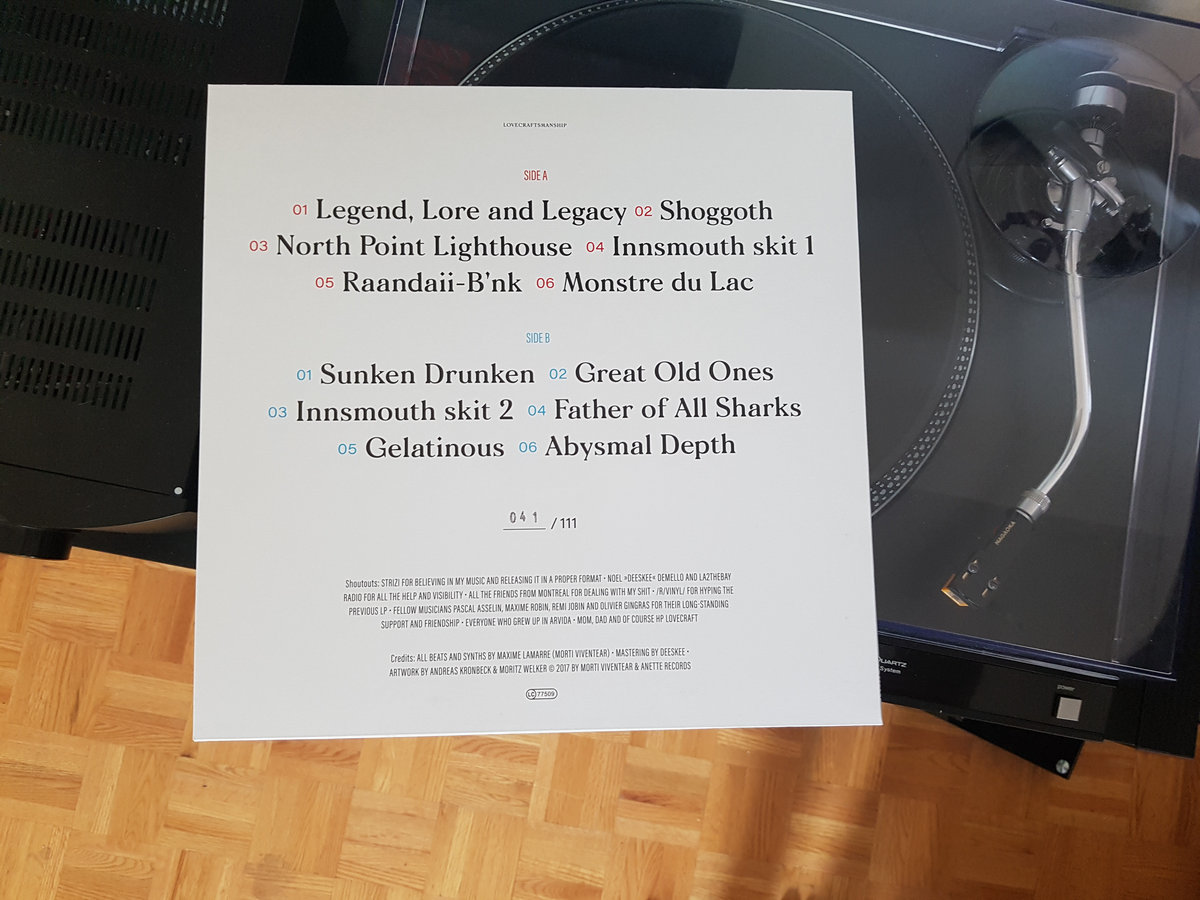 LOVECRAFTSMANSHIP
SIDE A
01 Legend, Lore and Legacy 02 Shoggoth
03 North Point Lighthouse 04 Innsmouth skit 1
05 Raandaii-B'nk 06 Monstre du Lac
SIDE B
01 Sunken Drunken 02 Great Old Ones
03 Innsmouth skit 2 04 Father of All Sharks
05 Gelatinous 06 Abysmal Depth
041 / 111
Shoutouts: STRIZI FOR BELIEVING IN MY MUSIC AND RELEASING IT IN A PROPER FORMAT • NOEL »DEESKEE« DEMELLO AND LA2THEBAY
RADIO FOR ALL THE HELP AND VISIBILITY • ALL THE FRIENDS FROM MONTREAL FOR DEALING WITH MY SHIT • /R/VINYL/ FOR HYPING THE
PREVIOUS LP • FELLOW MUSICIANS PASCAL ASSELIN, MAXIME ROBIN, REMI JOBIN AND OLIVIER GINGRAS FOR THEIR LONG-STANDING
SUPPORT AND FRIENDSHIP • EVERYONE WHO GREW UP IN ARVIDA • MOM, DAD AND OF COURSE HP LOVECRAFT
Credits: ALL BEATS AND SYNTHS BY MAXIME LAMARRE (MORTI VIVENTEAR) • MASTERING BY DEESKEE •
ARTWORK BY ANDREAS KRONBECK & MORITZ WELKER © 2017 BY MORTI VIVENTEAR & ANETTE RECORDS
LC 77509
NAGAOKA
QUARTZ
System
power